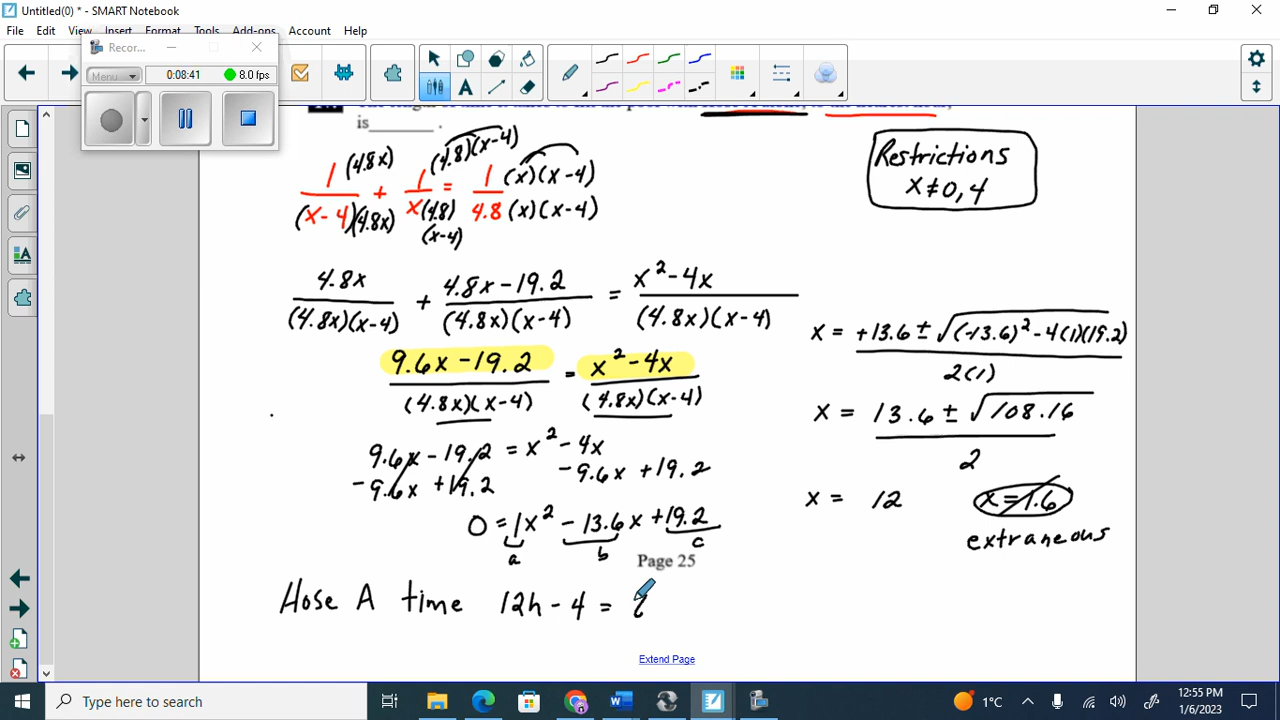 Untitled(0) * - SMART Notebook
File Edit View Insert Format Tools Add-ons Account Help
Recor...
Menu 0:08:41 8.0 fps
is________ .
1 (4.8x) + 1 (4.8)(x-4) = 1 (x)(x-4)
(x-4)(4.8x) x(4.8) 4.8 (x)(x-4)
(x-4)
Restrictions
x ≠ 0, 4
4.8x + 4.8x - 19.2 = x² - 4x
(4.8x)(x-4) (4.8x)(x-4) (4.8x)(x-4)
9.6x - 19.2 = x² - 4x
(4.8x)(x-4) (4.8x)(x-4)
9.6x - 19.2 = x² - 4x
-9.6x +19.2 -9.6x +19.2
0 = 1x² - 13.6x + 19.2
a b c
x = +13.6 ± √(-13.6)² - 4(1)(19.2)
2(1)
x = 13.6 ± √108.16
2
x = 12 x = 1.6
extraneous
Page 25
Hose A time 12h - 4 =
Extend Page
Type here to search
1°C
12:55 PM
1/6/2023